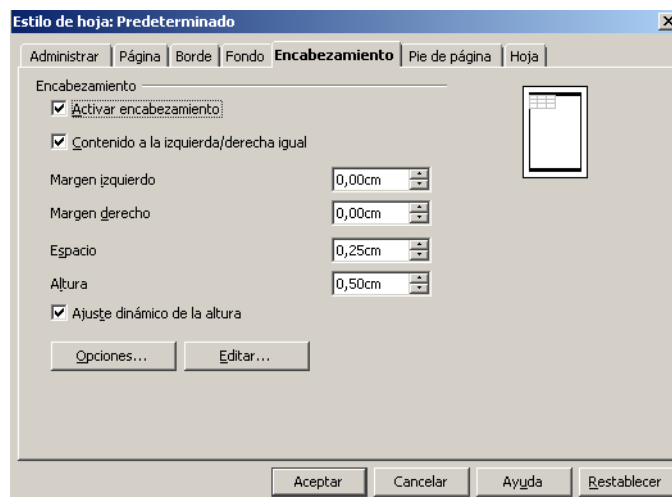 Estilo de hoja: Predeterminado
Administrar Página Borde Fondo Encabezamiento Pie de página Hoja
Encabezamiento
Activar encabezamiento
Contenido a la izquierda/derecha igual
Margen izquierdo 0,00cm
Margen derecho 0,00cm
Espacio 0,25cm
Altura 0,50cm
Ajuste dinámico de la altura
Opciones... Editar...
Aceptar Cancelar Ayuda Restablecer